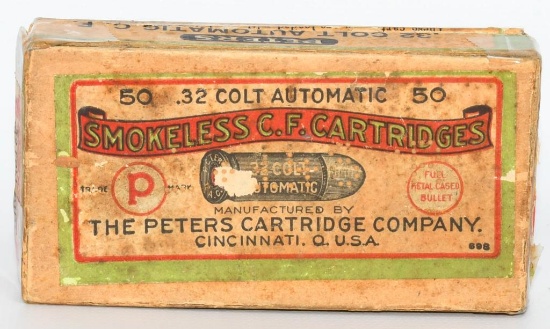 .32 COLT AUTOMATIC C.F.
PETERS
50 .32 COLT AUTOMATIC 50
SMOKELESS C.F. CARTRIDGES
.32 COLT
AUTOMATIC
TRADE P MARK
FULL
METAL CASED
BULLET
MANUFACTURED BY
THE PETERS CARTRIDGE COMPANY.
CINCINNATI. O. U.S.A.